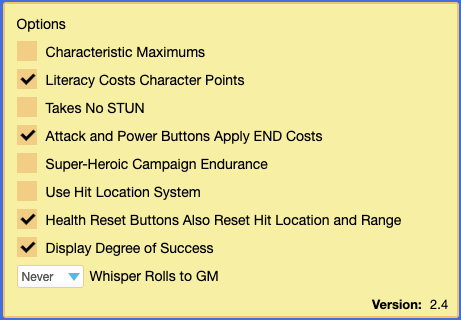 Options
Characteristic Maximums
Literacy Costs Character Points
Takes No STUN
Attack and Power Buttons Apply END Costs
Super-Heroic Campaign Endurance
Use Hit Location System
Health Reset Buttons Also Reset Hit Location and Range
Display Degree of Success
Never Whisper Rolls to GM
Version: 2.4